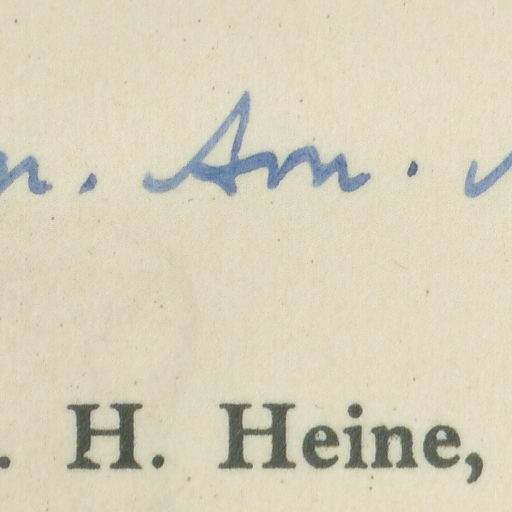 n. Am. 
. H. Heine,